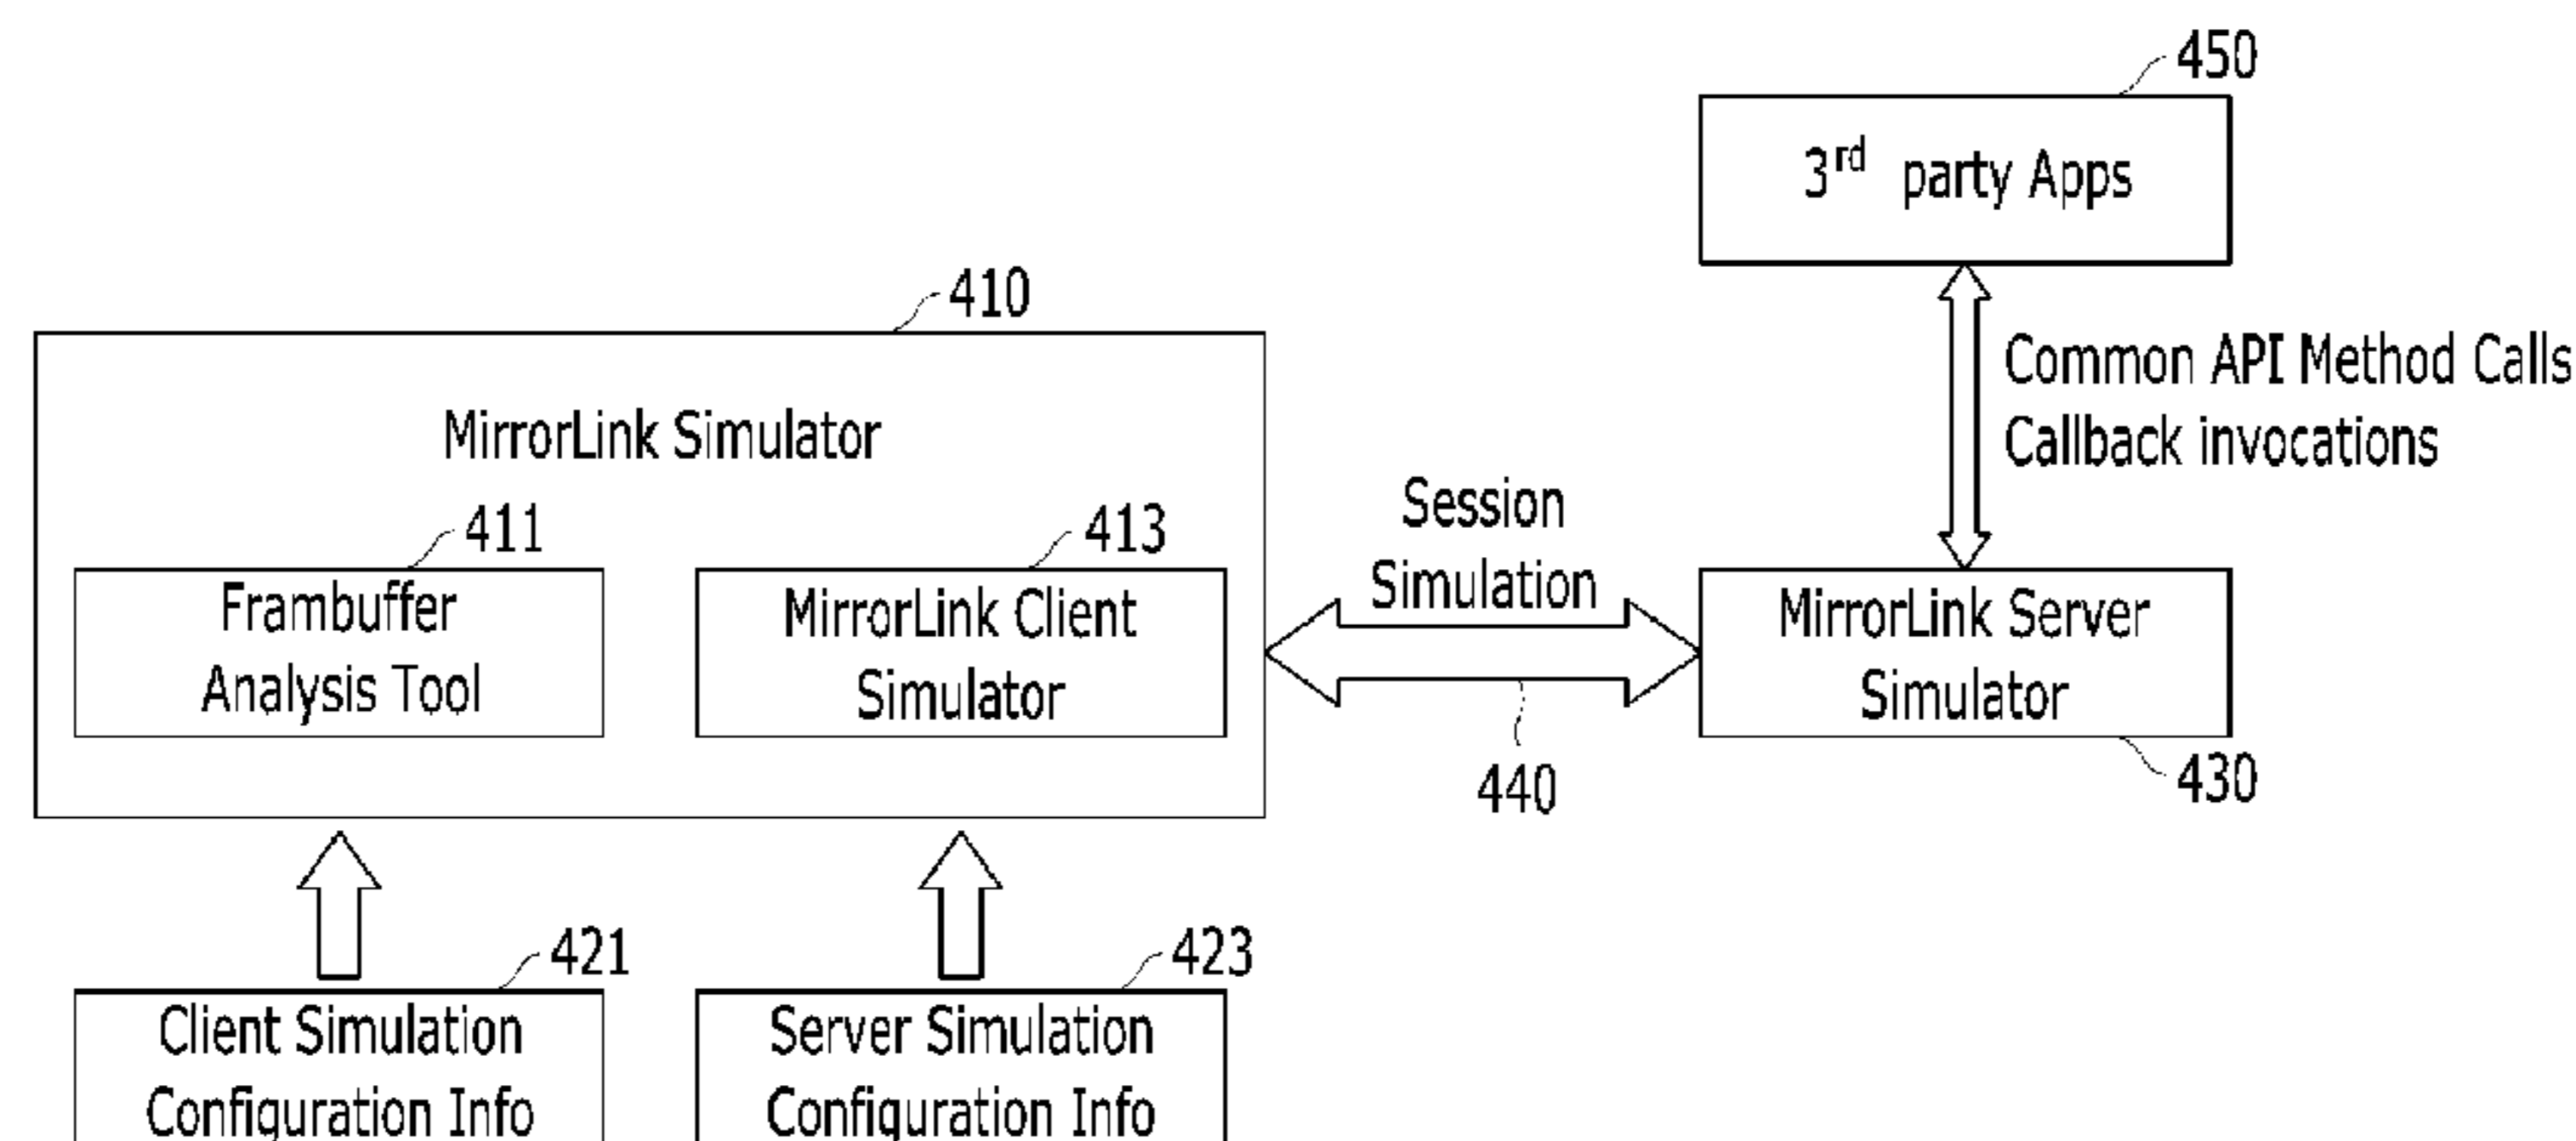 450
3rd party Apps
410
Common API Method Calls
Callback invocations
MirrorLink Simulator
Session
Simulation
411
413
Frambuffer
Analysis Tool
MirrorLink Client
Simulator
MirrorLink Server
Simulator
440
430
421
423
Client Simulation
Configuration Info
Server Simulation
Configuration Info